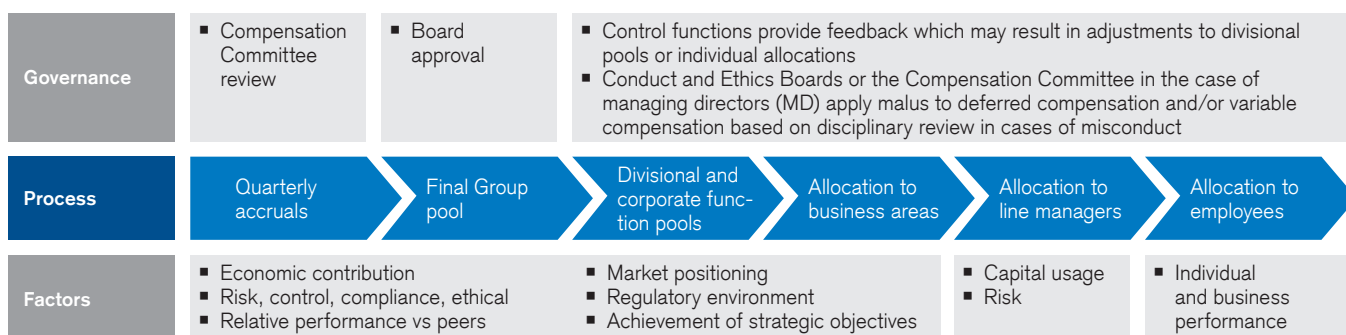 Governance
▪ Compensation
Committee
review
▪ Board
approval
▪ Control functions provide feedback which may result in adjustments to divisional
pools or individual allocations
▪ Conduct and Ethics Boards or the Compensation Committee in the case of
managing directors (MD) apply malus to deferred compensation and/or variable
compensation based on disciplinary review in cases of misconduct
Process
Quarterly
accruals
Final Group
pool
Divisional and
corporate func-
tion pools
Allocation to
business areas
Allocation to
line managers
Allocation to
employees
Factors
▪ Economic contribution
▪ Risk, control, compliance, ethical
▪ Relative performance vs peers
▪ Market positioning
▪ Regulatory environment
▪ Achievement of strategic objectives
▪ Capital usage
▪ Risk
▪ Individual
and business
performance